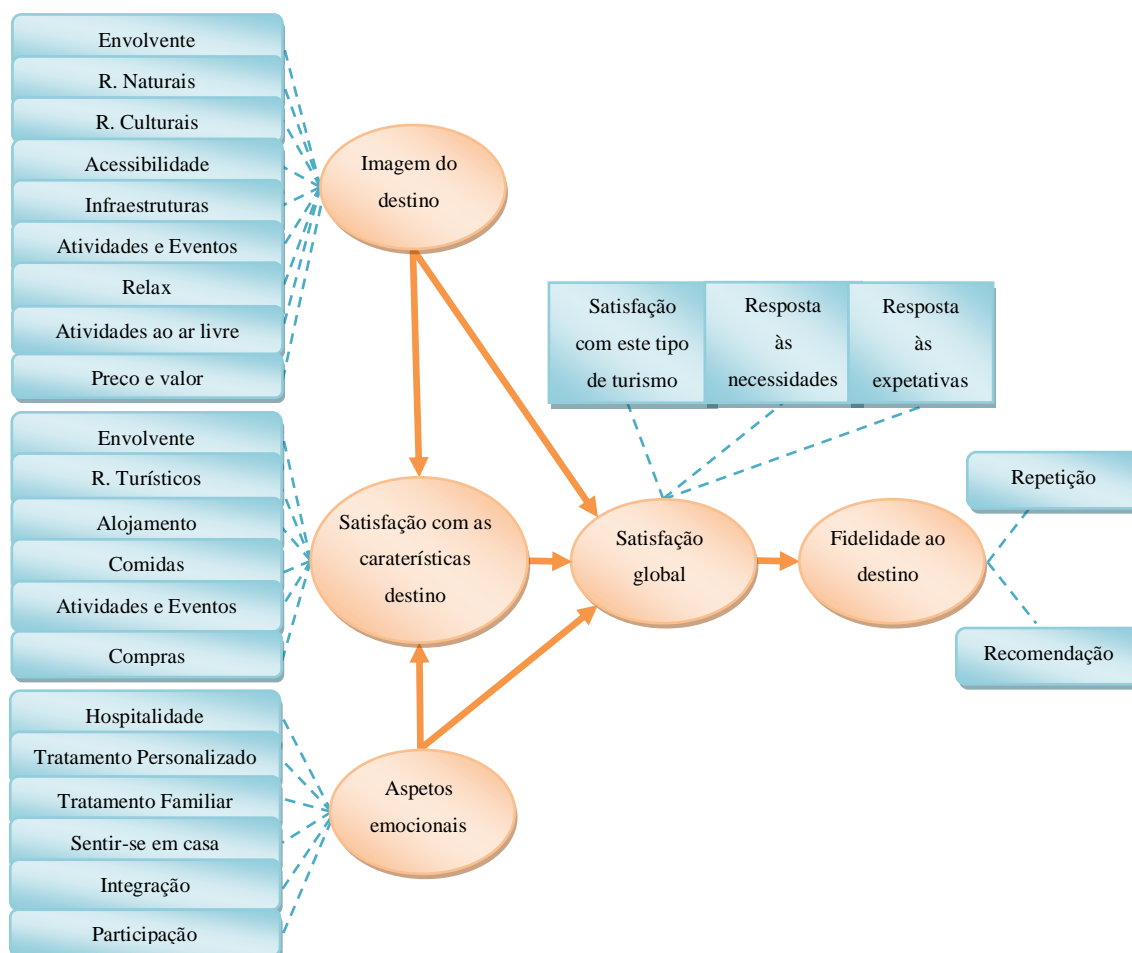 Envolvente
R. Naturais
R. Culturais
Acessibilidade
Infraestruturas
Atividades e Eventos
Relax
Atividades ao ar livre
Preco e valor
Imagem do
destino
Satisfação
com este tipo
de turismo
Resposta
às
necessidades
Resposta
às
expetativas
Envolvente
R. Turísticos
Alojamento
Comidas
Atividades e Eventos
Compras
Satisfação com as
caraterísticas
destino
Satisfação
global
Fidelidade ao
destino
Repetição
Recomendação
Hospitalidade
Tratamento Personalizado
Tratamento Familiar
Sentir-se em casa
Integração
Participação
Aspetos
emocionais